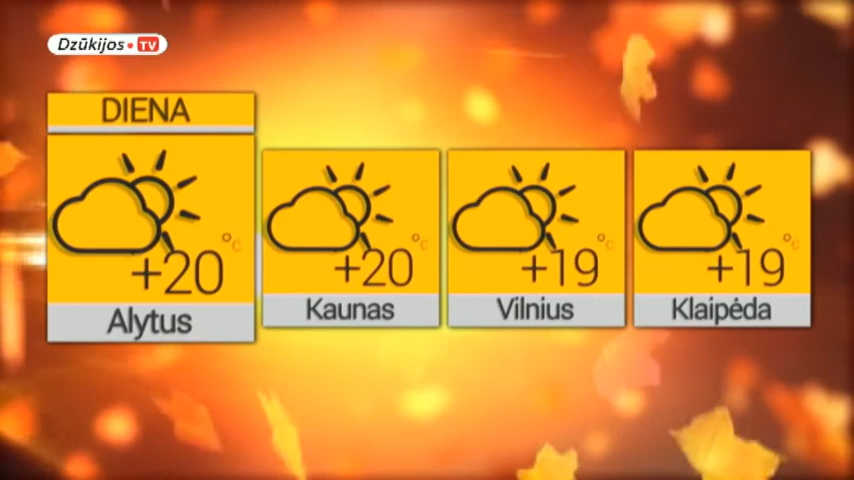 Dzūkijos TV
DIENA
+20 °C
Alytus
+20 °C
Kaunas
+19 °C
Vilnius
+19 °C
Klaipėda